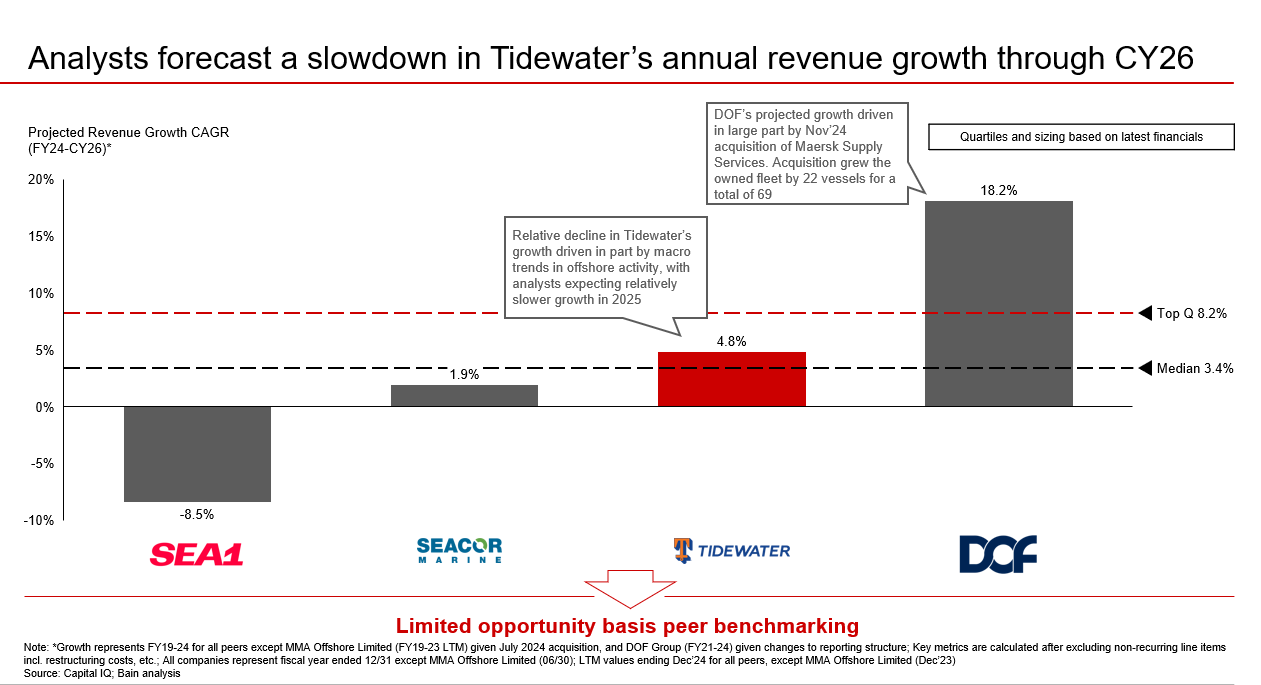 Analysts forecast a slowdown in Tidewater’s annual revenue growth through CY26
Projected Revenue Growth CAGR
(FY24-CY26)*
DOF’s projected growth driven
in large part by Nov’24
acquisition of Maersk Supply
Services. Acquisition grew the
owned fleet by 22 vessels for a
total of 69
Quartiles and sizing based on latest financials
Relative decline in Tidewater’s
growth driven in part by macro
trends in offshore activity, with
analysts expecting relatively
slower growth in 2025
20%
15%
10%
5%
0%
-5%
-10%
-8.5%
1.9%
4.8%
18.2%
Top Q 8.2%
Median 3.4%
SEA1
SEACOR
MARINE
TIDEWATER
DOF
Limited opportunity basis peer benchmarking
Note: *Growth represents FY19-24 for all peers except MMA Offshore Limited (FY19-23 LTM) given July 2024 acquisition, and DOF Group (FY21-24) given changes to reporting structure; Key metrics are calculated after excluding non-recurring line items
incl. restructuring costs, etc.; All companies represent fiscal year ended 12/31 except MMA Offshore Limited (06/30); LTM values ending Dec’24 for all peers, except MMA Offshore Limited (Dec’23)
Source: Capital IQ; Bain analysis